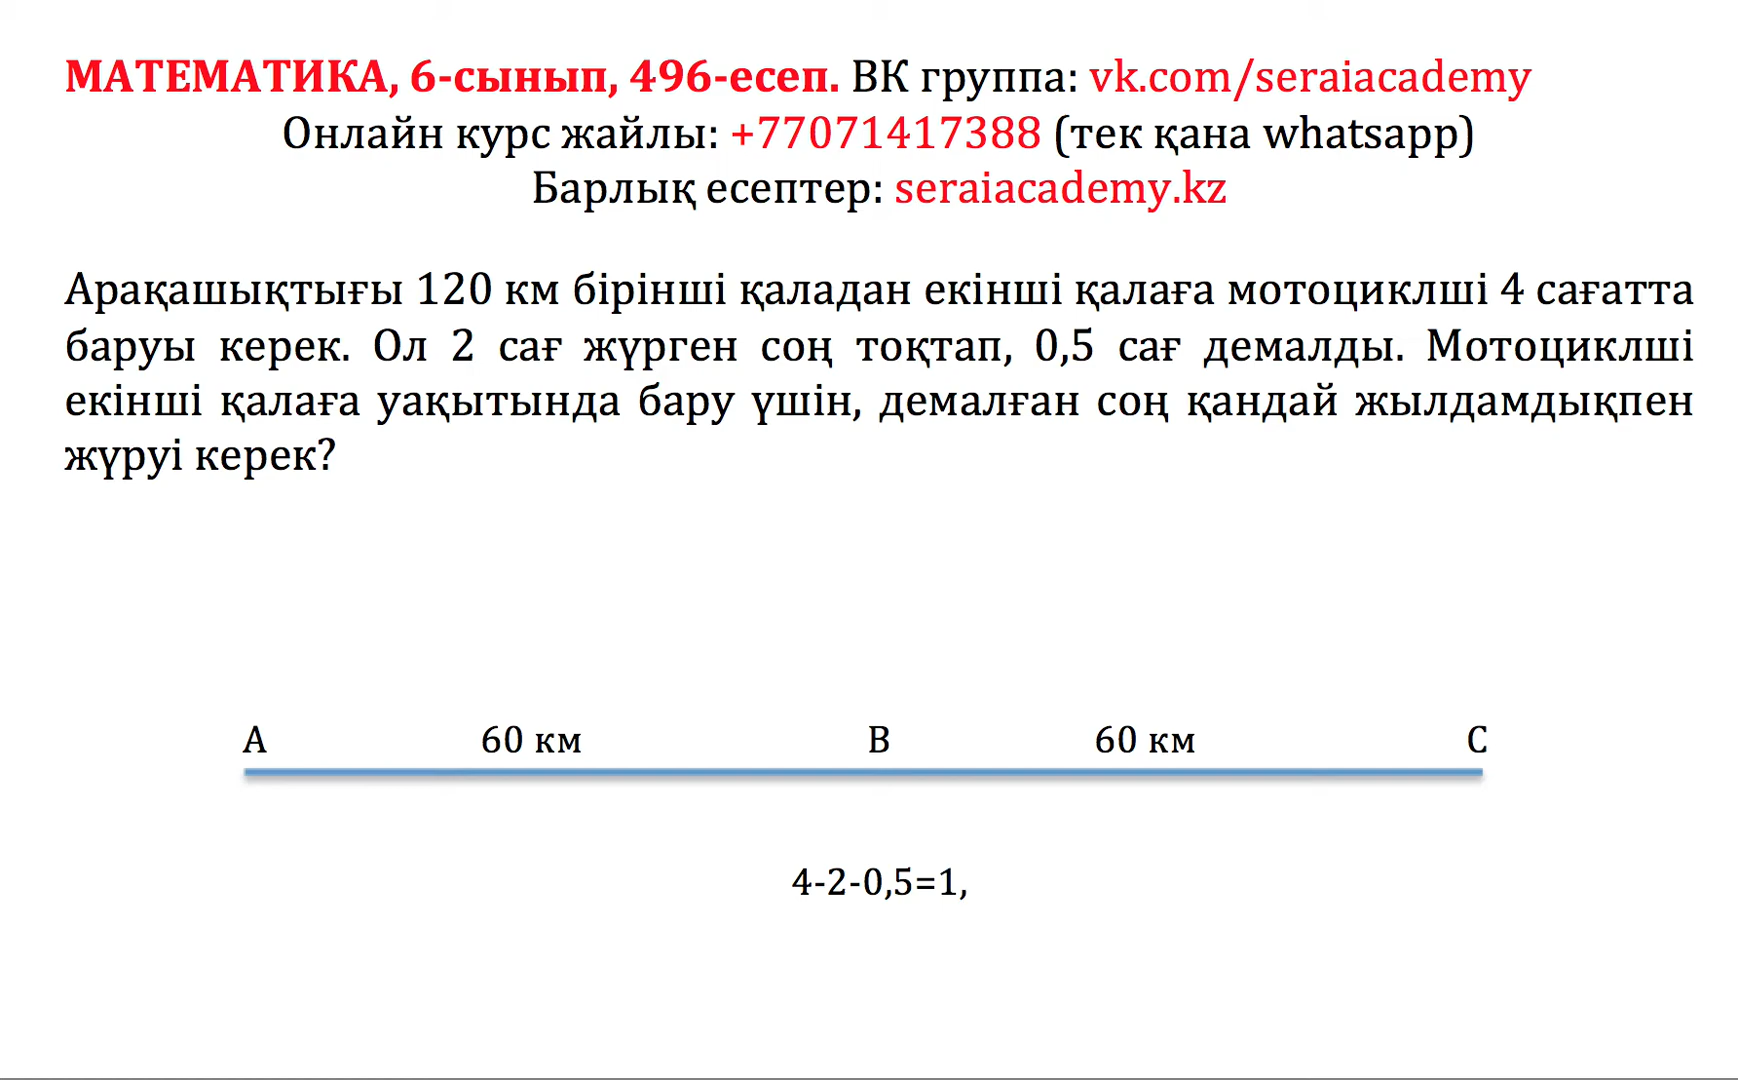 МАТЕМАТИКА, 6-сынып, 496-есеп. ВК группа: vk.com/seraiacademy
Онлайн курс жайлы: +77071417388 (тек қана whatsapp)
Барлық есептер: seraiacademy.kz
Арақашықтығы 120 км бірінші қаладан екінші қалаға мотоциклші 4 сағатта
баруы керек. Ол 2 сағ жүрген соң тоқтап, 0,5 сағ демалды. Мотоциклші
екінші қалаға уақытында бару үшін, демалған соң қандай жылдамдықпен
жүруі керек?
А 60 км В 60 км С
4-2-0,5=1,